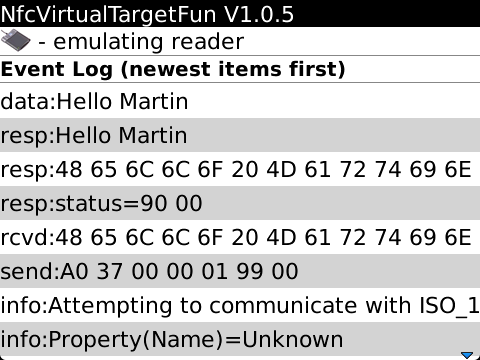 NfcVirtualTargetFun V1.0.5
- emulating reader
Event Log (newest items first)
data:Hello Martin
resp:Hello Martin
resp:48 65 6C 6C 6F 20 4D 61 72 74 69 6E
resp:status=90 00
rcvd:48 65 6C 6C 6F 20 4D 61 72 74 69 6E
send:A0 37 00 00 01 99 00
info:Attempting to communicate with ISO_1
info:Property(Name)=Unknown